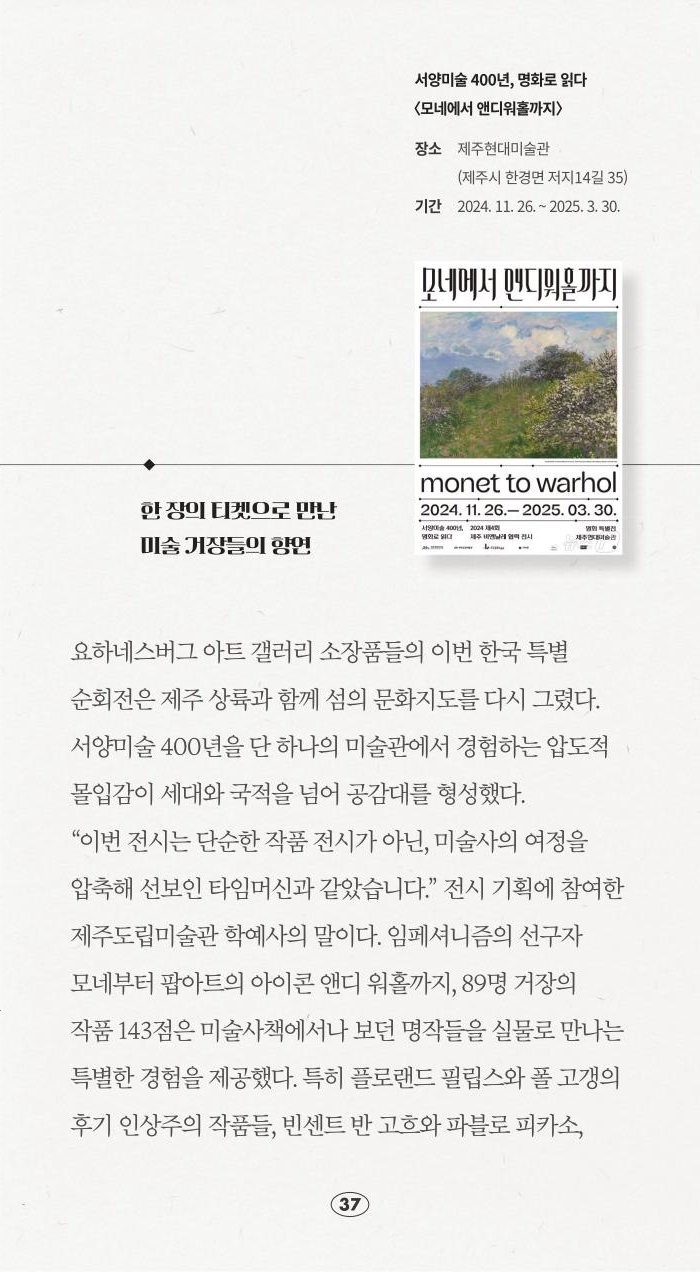 서양미술 400년, 명화로 읽다
〈모네에서 앤디워홀까지〉
장소 제주현대미술관
(제주시 한경면 저지14길 35)
기간 2024. 11. 26. ~ 2025. 3. 30.
모네에서 앤디워홀까지
monet to warhol
2024. 11. 26.— 2025. 03. 30.
서양미술 400년, 2024 제4회 명화 특별전
명화로 읽다 제주 비엔날레 협력 전시 제주현대미술관
한 장의 티켓으로 만난
미술 거장들의 향연
요하네스버그 아트 갤러리 소장품들의 이번 한국 특별
순회전은 제주 상륙과 함께 섬의 문화지도를 다시 그렸다.
서양미술 400년을 단 하나의 미술관에서 경험하는 압도적
몰입감이 세대와 국적을 넘어 공감대를 형성했다.
“이번 전시는 단순한 작품 전시가 아닌, 미술사의 여정을
압축해 선보인 타임머신과 같았습니다.” 전시 기획에 참여한
제주도립미술관 학예사의 말이다. 임페셔니즘의 선구자
모네부터 팝아트의 아이콘 앤디 워홀까지, 89명 거장의
작품 143점은 미술사책에서나 보던 명작들을 실물로 만나는
특별한 경험을 제공했다. 특히 플로랜드 필립스와 폴 고갱의
후기 인상주의 작품들, 빈센트 반 고흐와 파블로 피카소,
37